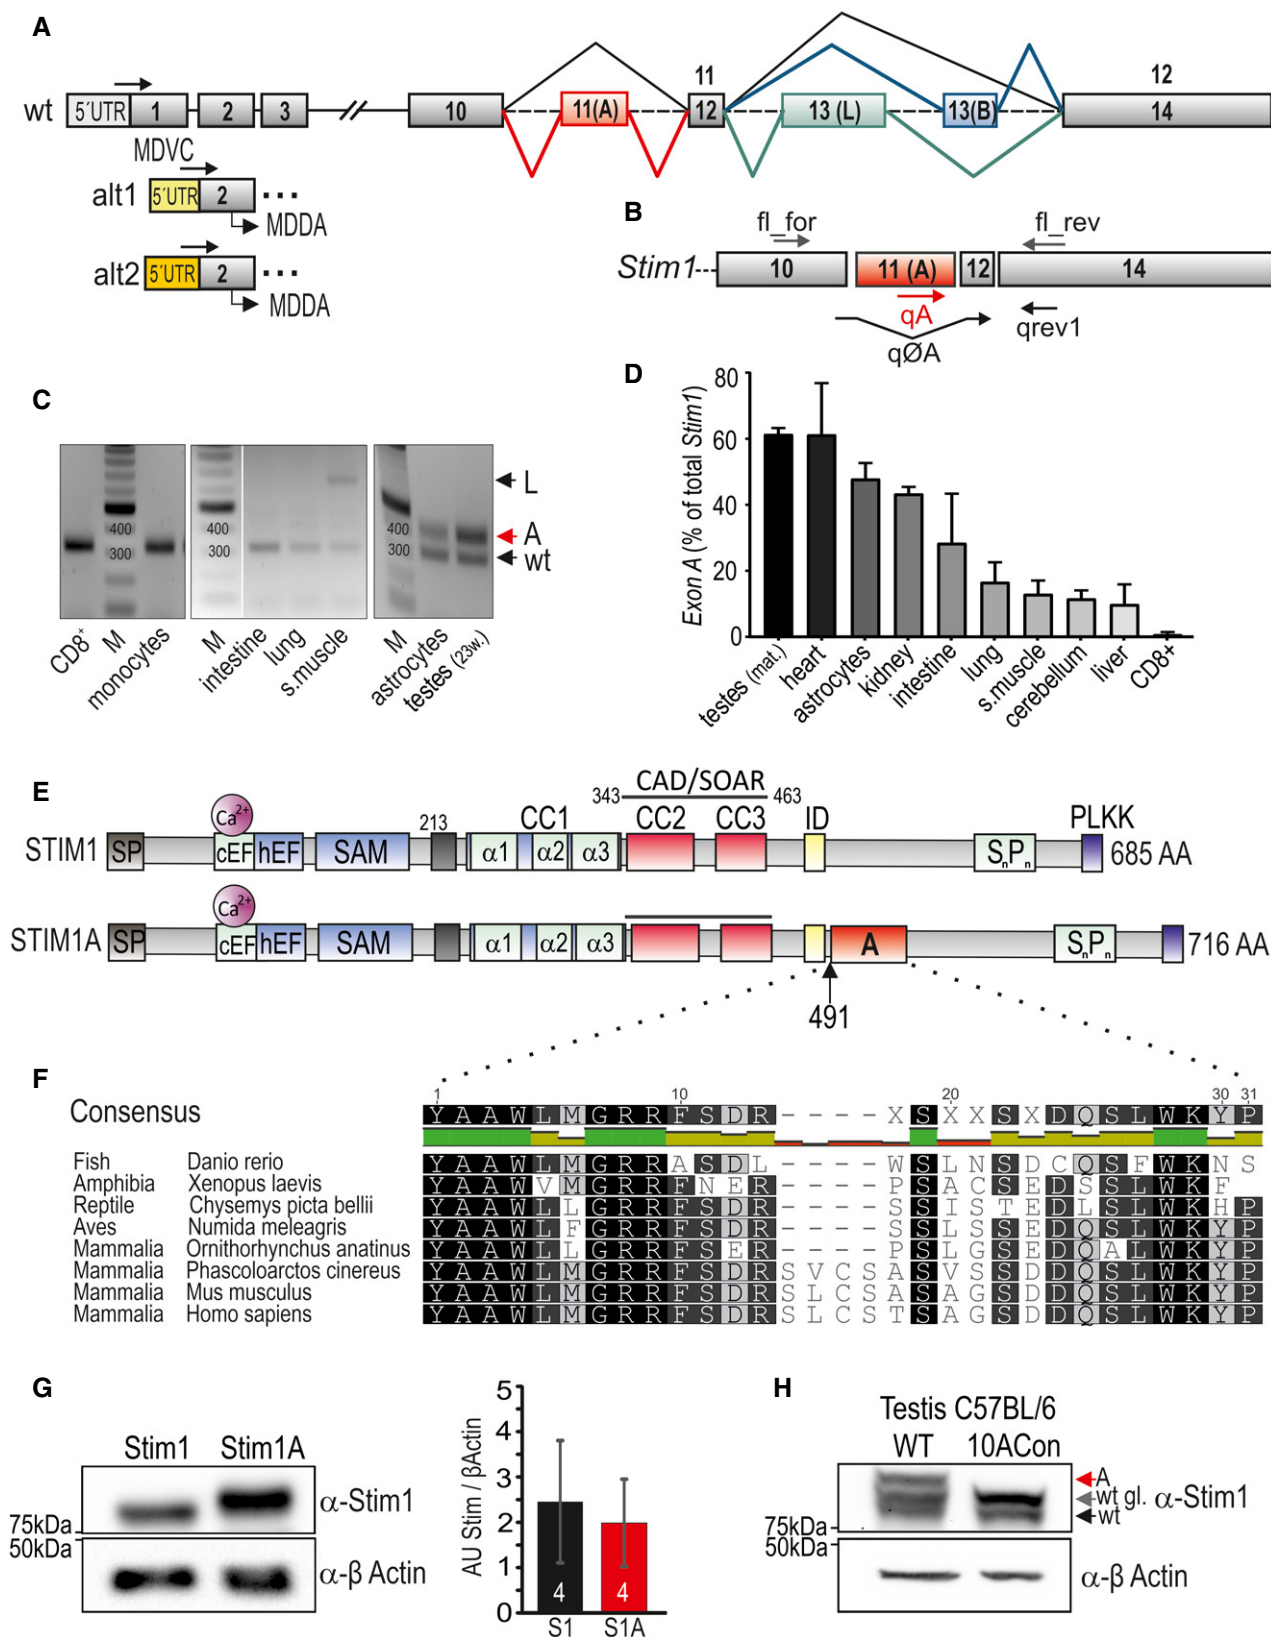 A
wt
5´UTR 1 2 3 10 11(A) 11 12 13 (L) 13(B) 12 14
MDVC
alt1 5´UTR 2 ...
MDDA
alt2 5´UTR 2 ...
MDDA
B
fl_for fl_rev
Stim1 10 11 (A) 12 14
qA
qØA
qrev1
C
400
300
400
300
400
300
L
A
wt
CD8+
M
monocytes
M
intestine
lung
s.muscle
M
astrocytes
testes (23w.)
D
Exon A (% of total Stim1)
80
60
40
20
0
testes (mat.)
heart
astrocytes
kidney
intestine
lung
s.muscle
cerebellum
liver
CD8+
E
CAD/SOAR
343 463
213 CC1 CC2 CC3 ID PLKK
Ca2+
STIM1 SP cEF hEF SAM α1 α2 α3 SnPn 685 AA
Ca2+
STIM1A SP cEF hEF SAM α1 α2 α3 A SnPn 716 AA
491
F
1 10 20 30 31
Consensus Y A A W L M G R R F S D R - - - - X S X X S X D Q S L W K Y P
Fish Danio rerio Y A A W L M G R R A S D L - - - - W S L N S D C Q S F W K N S
Amphibia Xenopus laevis Y A A W V M G R R F N E R - - - - P S A C S E D S S L W K F
Reptile Chysemys picta bellii Y A A W L L G R R F S D R - - - - S S I S T E D L S L W K H P
Aves Numida meleagris Y A A W L F G R R F S D R - - - - S S L S S E D Q S L W K Y P
Mammalia Ornithorhynchus anatinus Y A A W L L G R R F S E R - - - - P S L G S E D Q A L W K Y P
Mammalia Phascoloarctos cinereus Y A A W L M G R R F S D R S V C S A S V S S D D Q S L W K Y P
Mammalia Mus musculus Y A A W L M G R R F S D R S L C S A S A G S D D Q S L W K Y P
Mammalia Homo sapiens Y A A W L M G R R F S D R S L C S T S A G S D D Q S L W K Y P
G
Stim1 Stim1A
α-Stim1
75kDa
50kDa
α-β Actin
AU Stim / βActin
5
4
3
2
1
0
4 4
S1 S1A
H
Testis C57BL/6
WT 10ACon
A
wt gl. α-Stim1
wt
75kDa
50kDa
α-β Actin